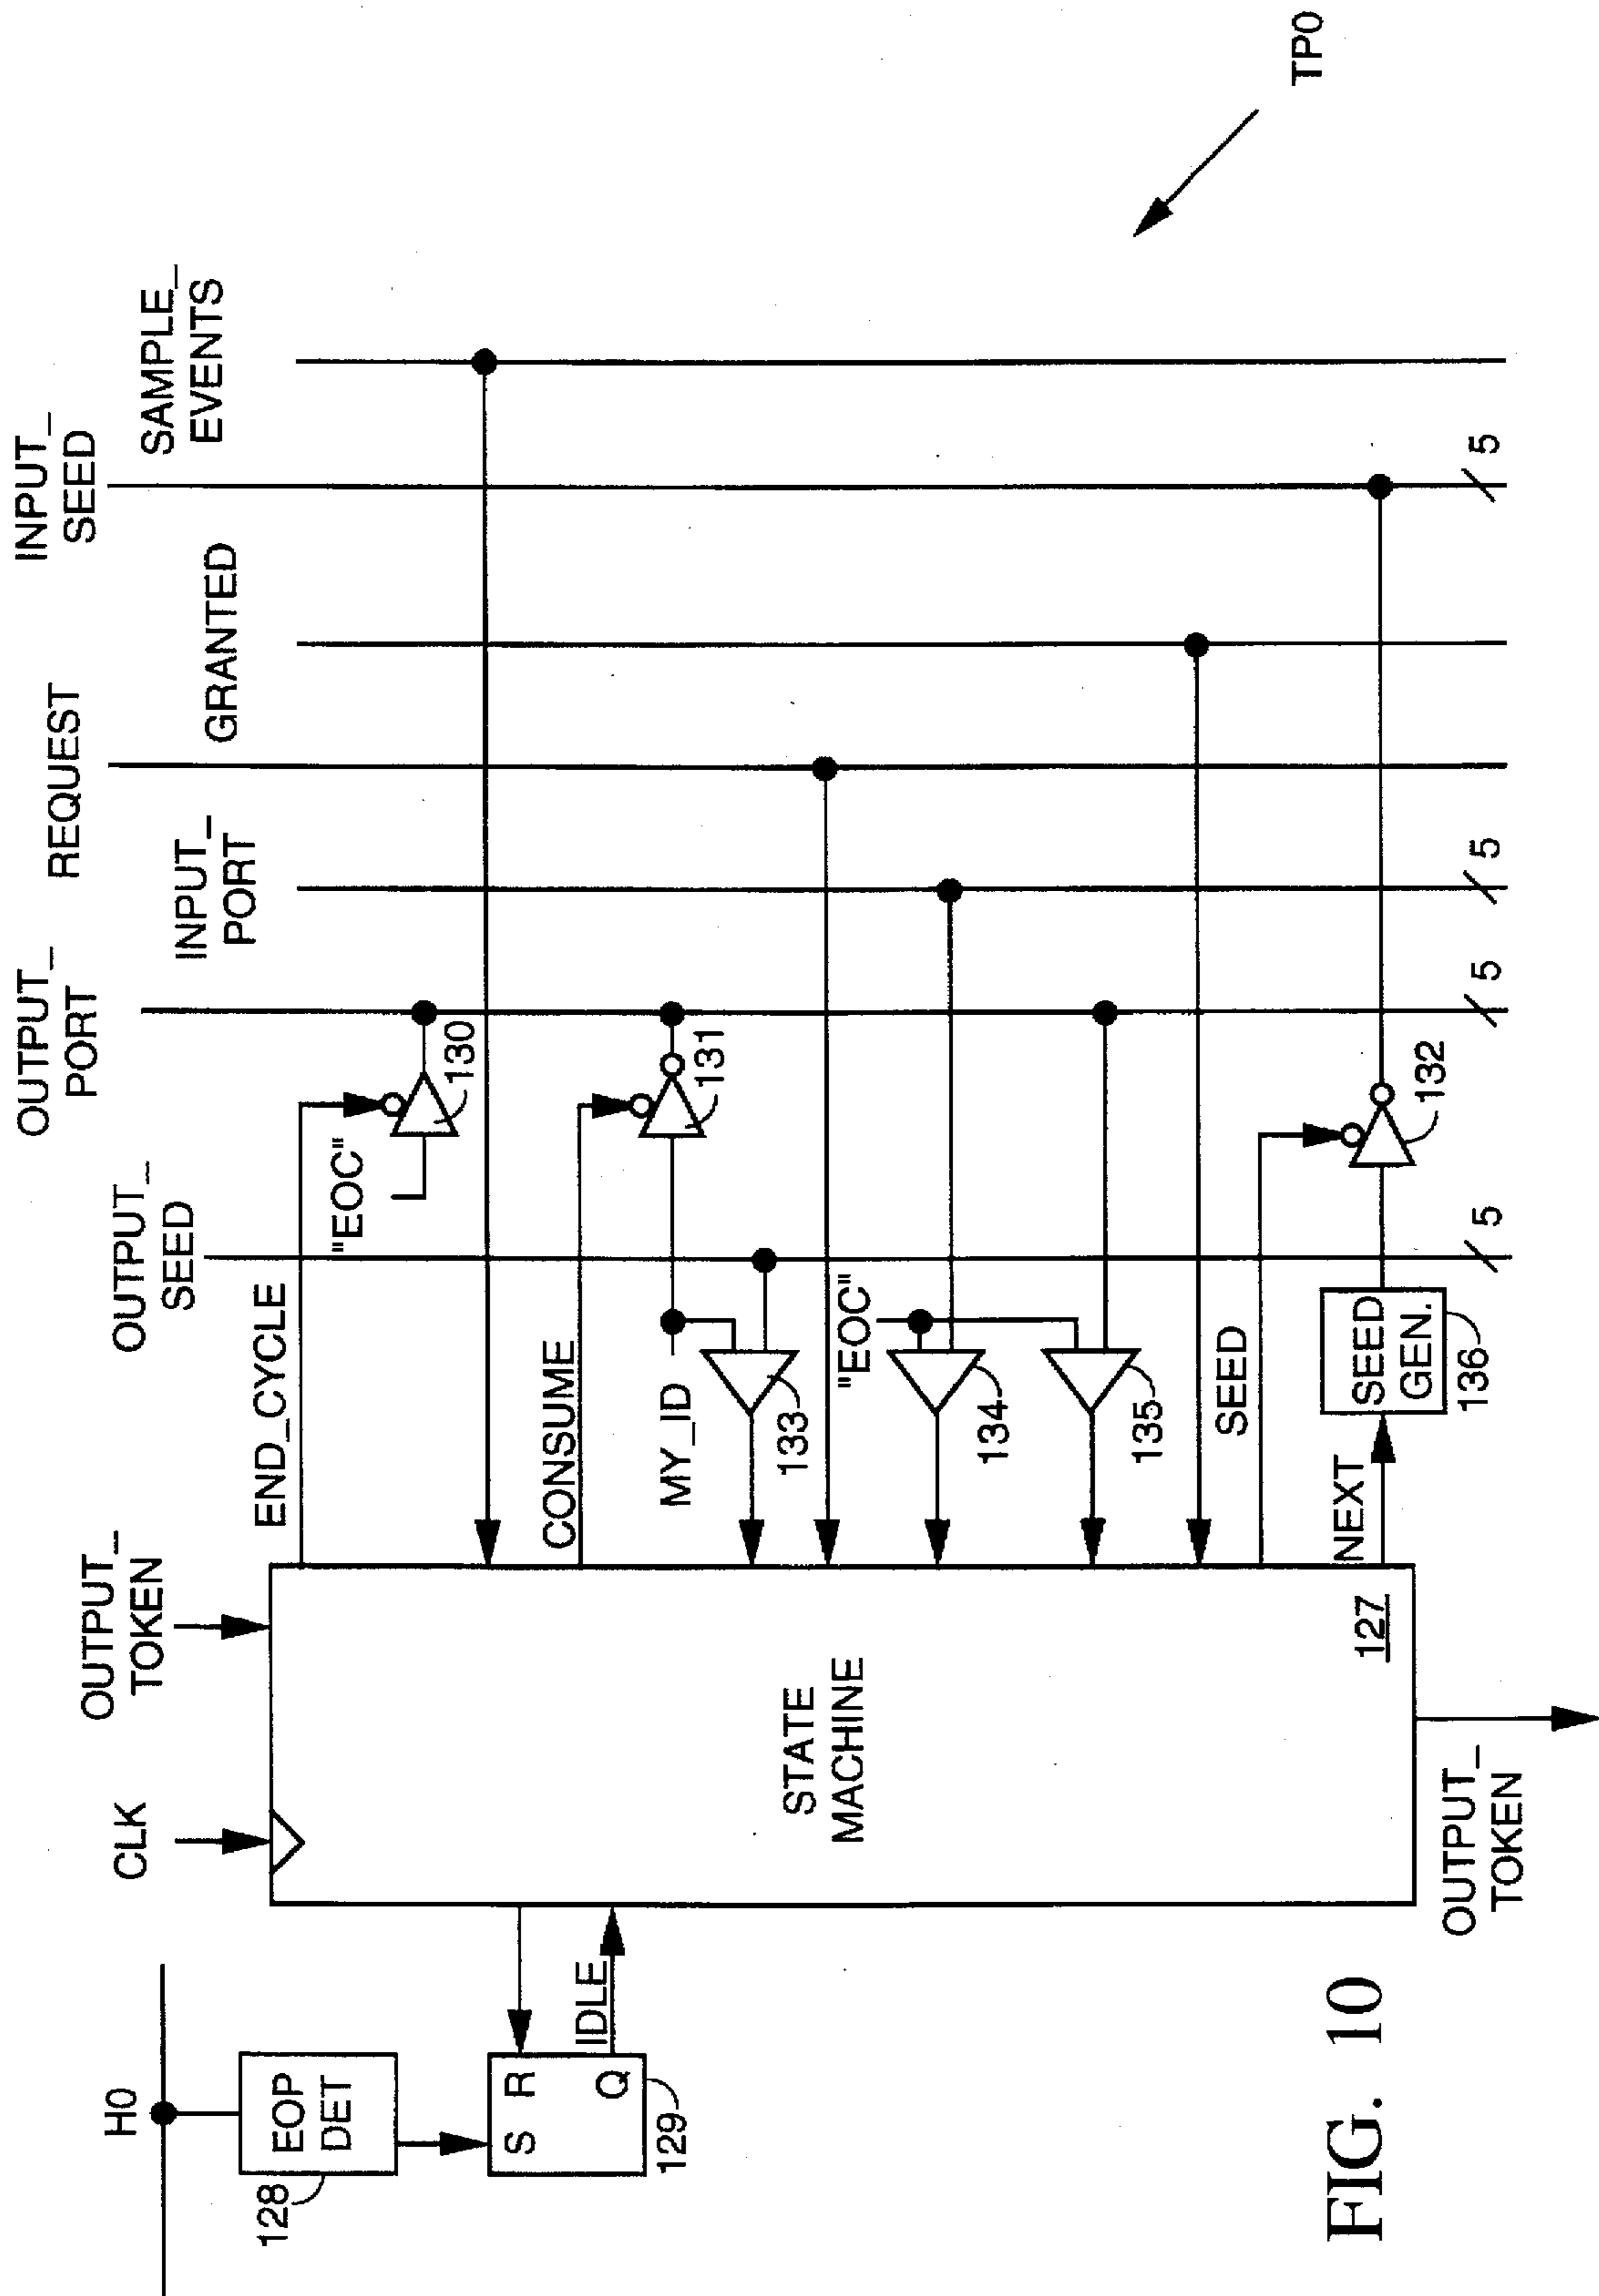 H0
EOP
DET
128
S R
Q
129
IDLE
CLK
OUTPUT_
TOKEN
STATE
MACHINE
127
OUTPUT_
TOKEN
END_CYCLE
CONSUME
MY_ID
133
"EOC"
134
135
SEED
NEXT
SEED
GEN.
136
OUTPUT_
SEED
"EOC"
130
131
132
OUTPUT_
PORT
INPUT_
PORT
REQUEST
GRANTED
INPUT_
SEED
SAMPLE_
EVENTS
5
5
5
5
TP0
FIG. 10